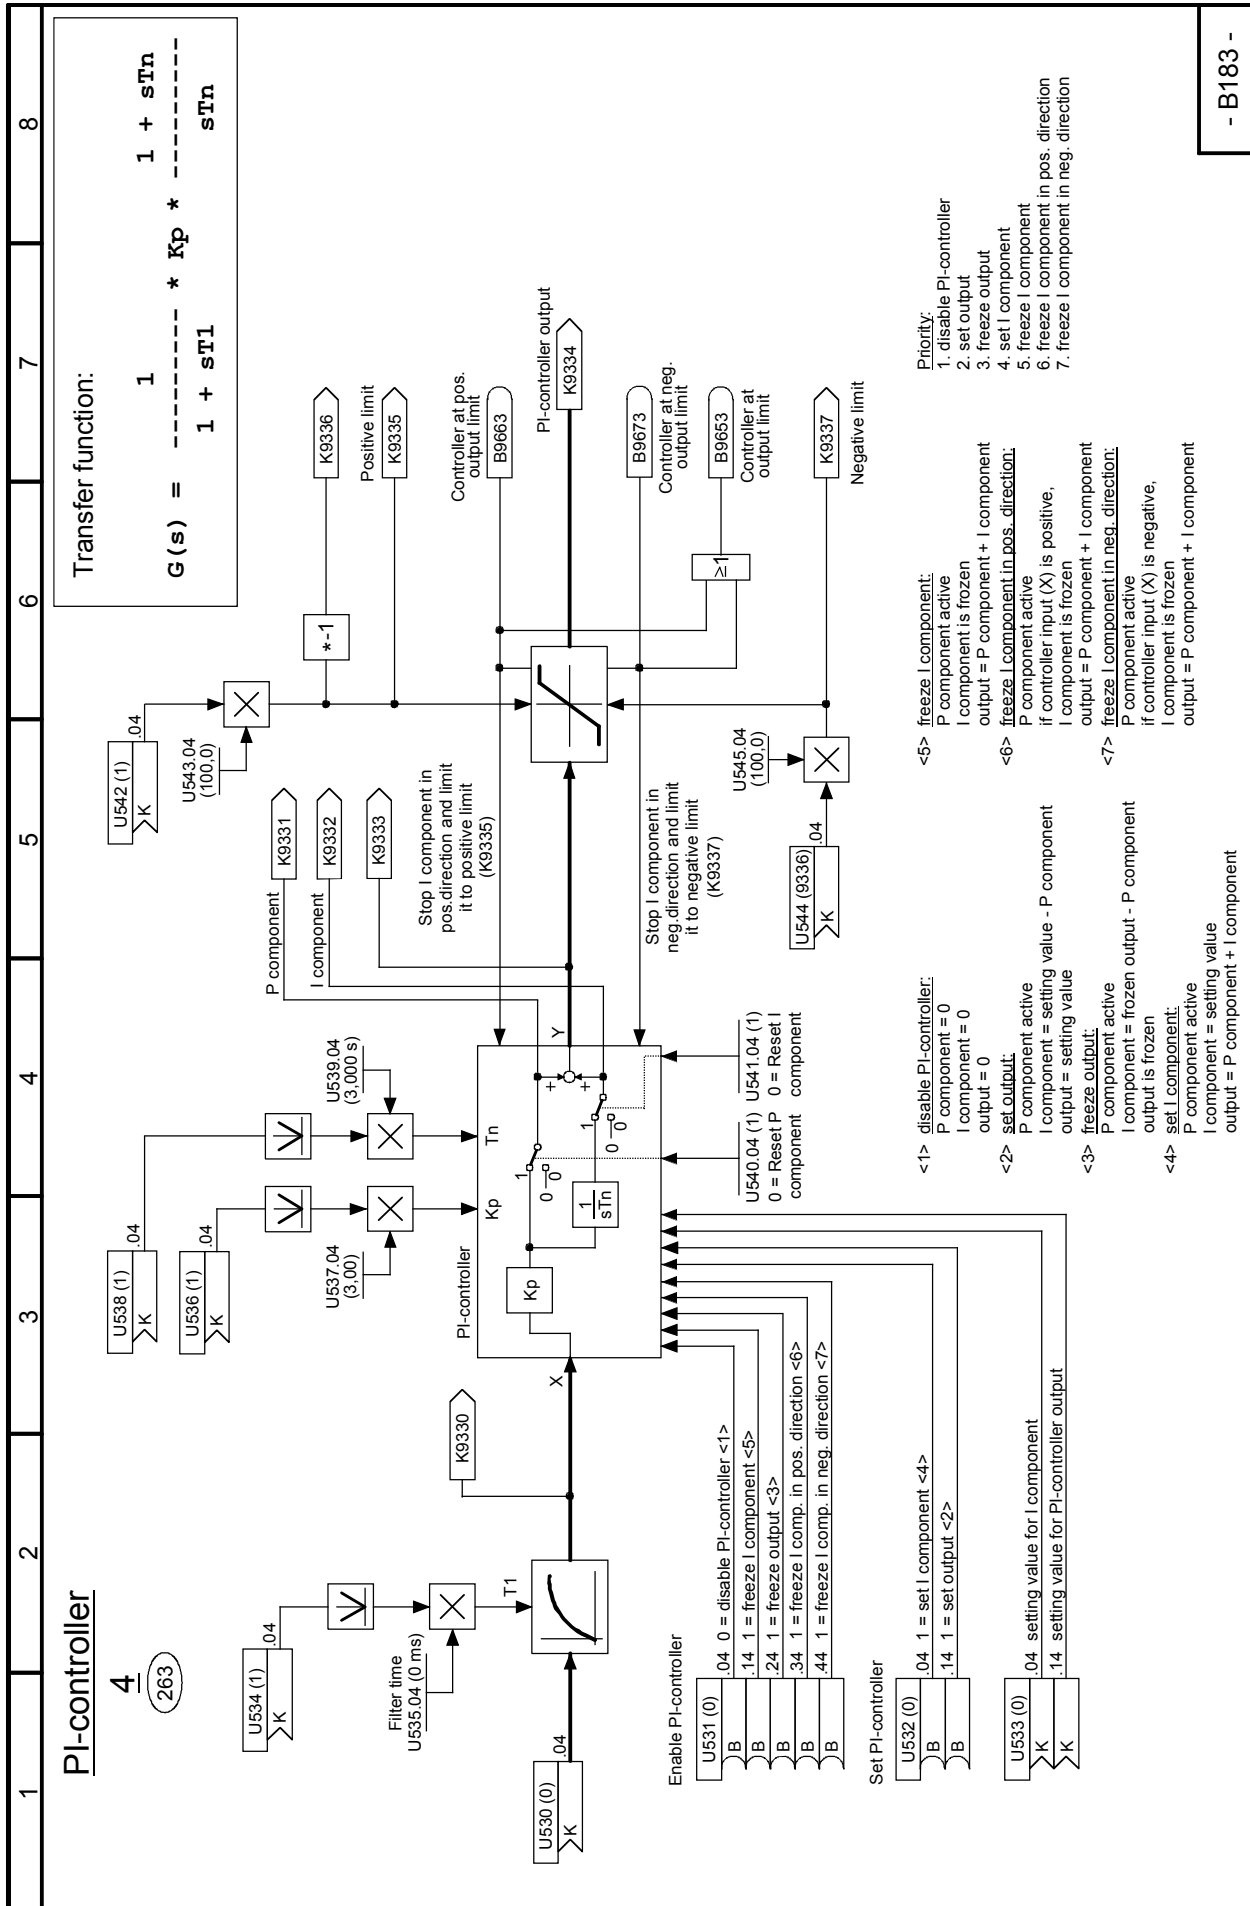 1 2 3 4 5 6 7 8
PI-controller
4
263
Transfer function:
1 1 + sTn
G(s) = --------- * Kp * ----------
1 + sT1 sTn
U534 (1)
K
.04
Filter time
U535.04 (0 ms)
T1
U530 (0)
K
.04
K9330
X
U538 (1)
K
.04
U536 (1)
K
.04
U537.04
(3,00)
U539.04
(3,000 s)
PI-controller
Kp
Tn
Kp
1
sTn
1
0
0
1
0
0
+
+
Y
U540.04 (1)
0 = Reset P
component
U541.04 (1)
0 = Reset I
component
P component
K9331
I component
K9332
K9333
Stop I component in
pos.direction and limit
it to positive limit
(K9335)
Stop I component in
neg.direction and limit
it to negative limit
(K9337)
U542 (1)
K
.04
U543.04
(100,0)
U544 (9336)
K
.04
U545.04
(100,0)
*-1
K9336
Positive limit
K9335
Controller at pos.
output limit
B9663
PI-controller output
K9334
B9673
Controller at neg.
output limit
≥1
B9653
Controller at
output limit
K9337
Negative limit
Enable PI-controller
U531 (0)
B .04 0 = disable PI-controller <1>
B .14 1 = freeze I component <5>
B .24 1 = freeze output <3>
B .34 1 = freeze I comp. in pos. direction <6>
B .44 1 = freeze I comp. in neg. direction <7>
Set PI-controller
U532 (0)
B .04 1 = set I component <4>
B .14 1 = set output <2>
U533 (0)
K .04 setting value for I component
K .14 setting value for PI-controller output
<1> disable PI-controller:
P component = 0
I component = 0
output = 0
<2> set output:
P component active
I component = setting value - P component
output = setting value
<3> freeze output:
P component active
I component = frozen output - P component
output is frozen
<4> set I component:
P component active
I component = setting value
output = P component + I component
<5> freeze I component:
P component active
I component is frozen
output = P component + I component
<6> freeze I component in pos. direction:
P component active
if controller input (X) is positive,
I component is frozen
output = P component + I component
<7> freeze I component in neg. direction:
P component active
if controller input (X) is negative,
I component is frozen
output = P component + I component
Priority:
1. disable PI-controller
2. set output
3. freeze output
4. set I component
5. freeze I component
6. freeze I component in pos. direction
7. freeze I component in neg. direction
- B183 -